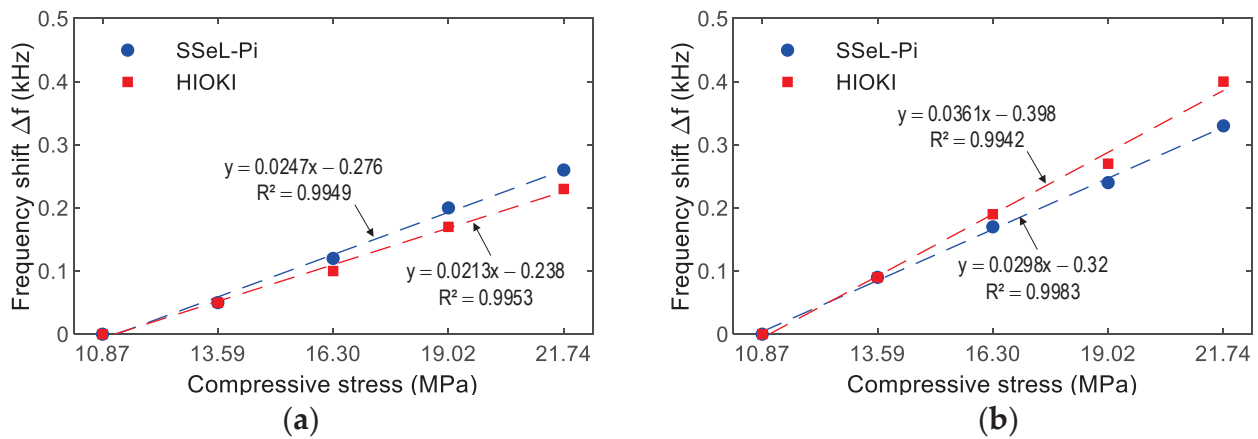 0.5
0.4
0.3
0.2
0.1
0
Frequency shift Δf (kHz)
SSeL-Pi
HIOKI
y = 0.0247x – 0.276
R² = 0.9949
y = 0.0213x – 0.238
R² = 0.9953
10.87 13.59 16.30 19.02 21.74
Compressive stress (MPa)
(a)
0.5
0.4
0.3
0.2
0.1
0
Frequency shift Δf (kHz)
SSeL-Pi
HIOKI
y = 0.0361x – 0.398
R² = 0.9942
y = 0.0298x – 0.32
R² = 0.9983
10.87 13.59 16.30 19.02 21.74
Compressive stress (MPa)
(b)